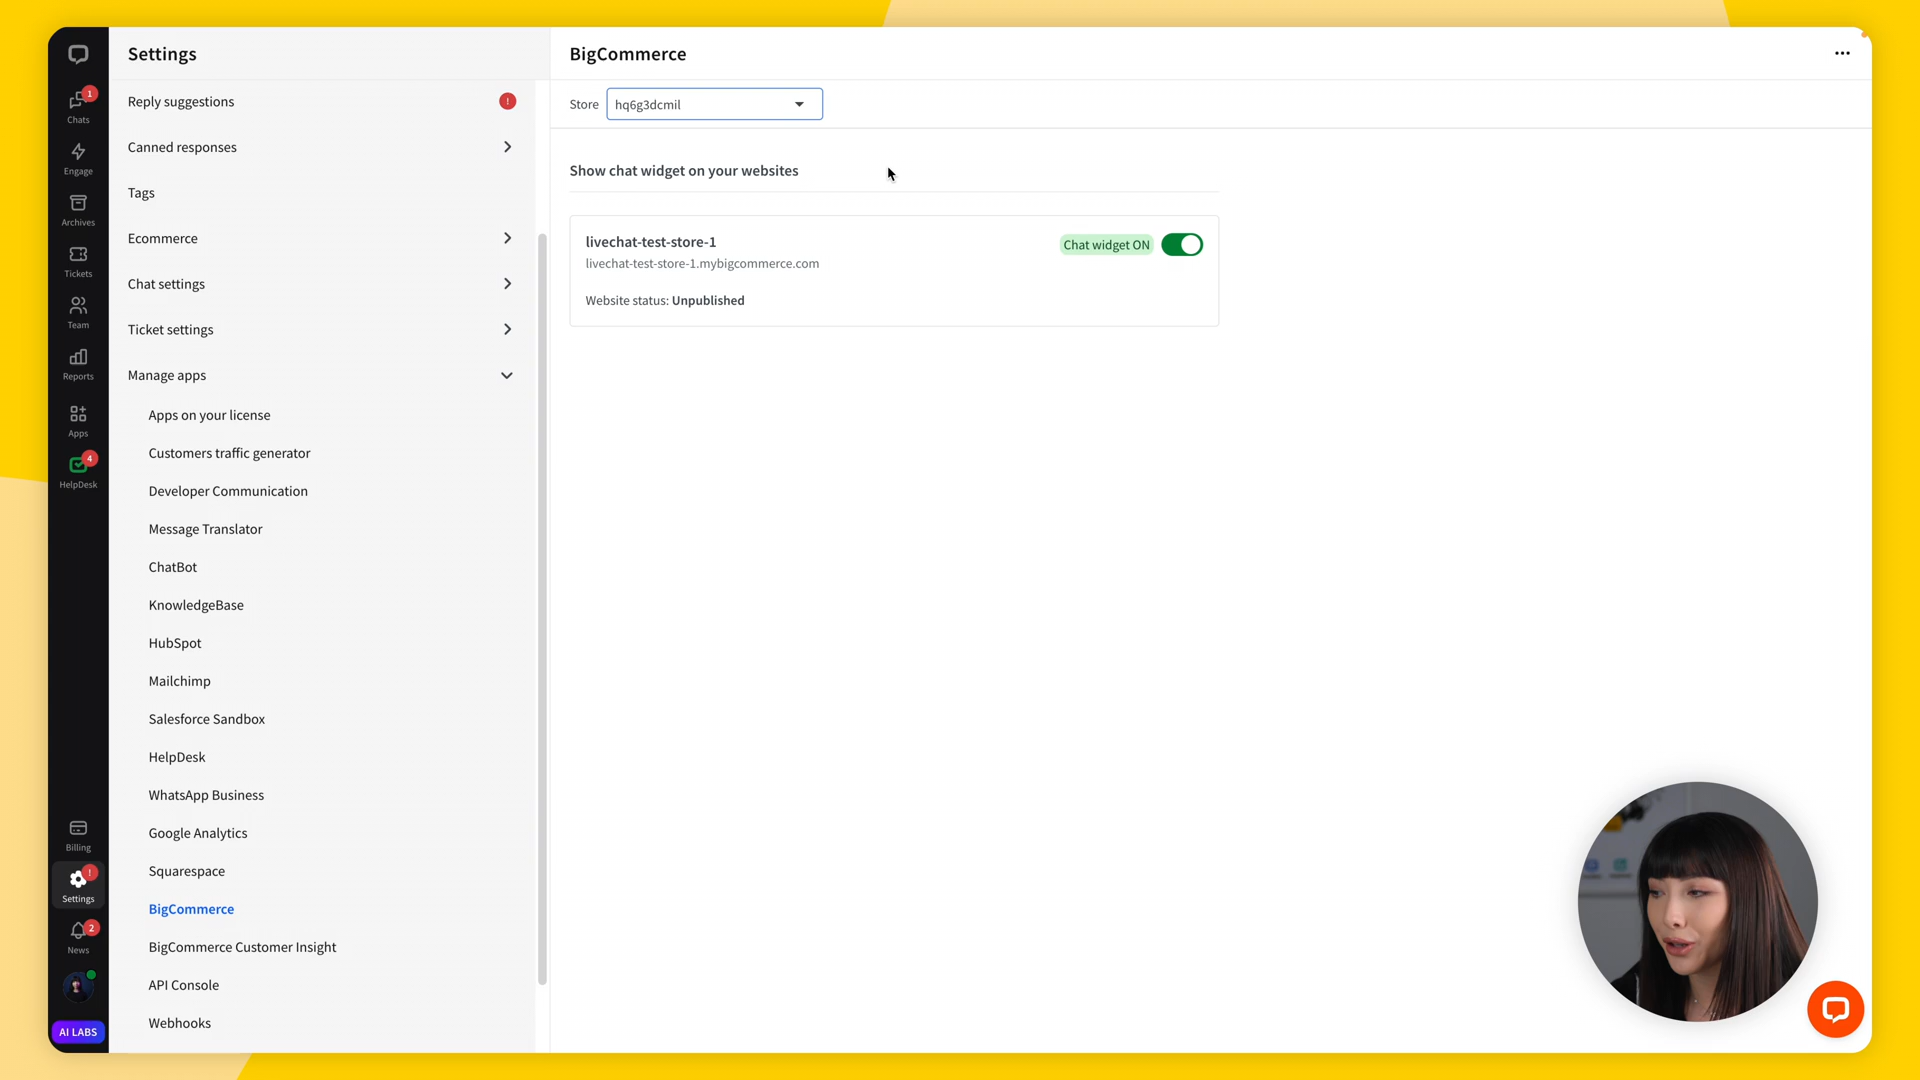 Settings
BigCommerce
Chats
1
Engage
Archives
Tickets
Team
Reports
Apps
HelpDesk
4
Billing
Settings
!
News
2
AI LABS
Reply suggestions
!
Canned responses
Tags
Ecommerce
Chat settings
Ticket settings
Manage apps
Apps on your license
Customers traffic generator
Developer Communication
Message Translator
ChatBot
KnowledgeBase
HubSpot
Mailchimp
Salesforce Sandbox
HelpDesk
WhatsApp Business
Google Analytics
Squarespace
BigCommerce
BigCommerce Customer Insight
API Console
Webhooks
Store hq6g3dcmil
Show chat widget on your websites
livechat-test-store-1
Chat widget ON
livechat-test-store-1.mybigcommerce.com
Website status: Unpublished